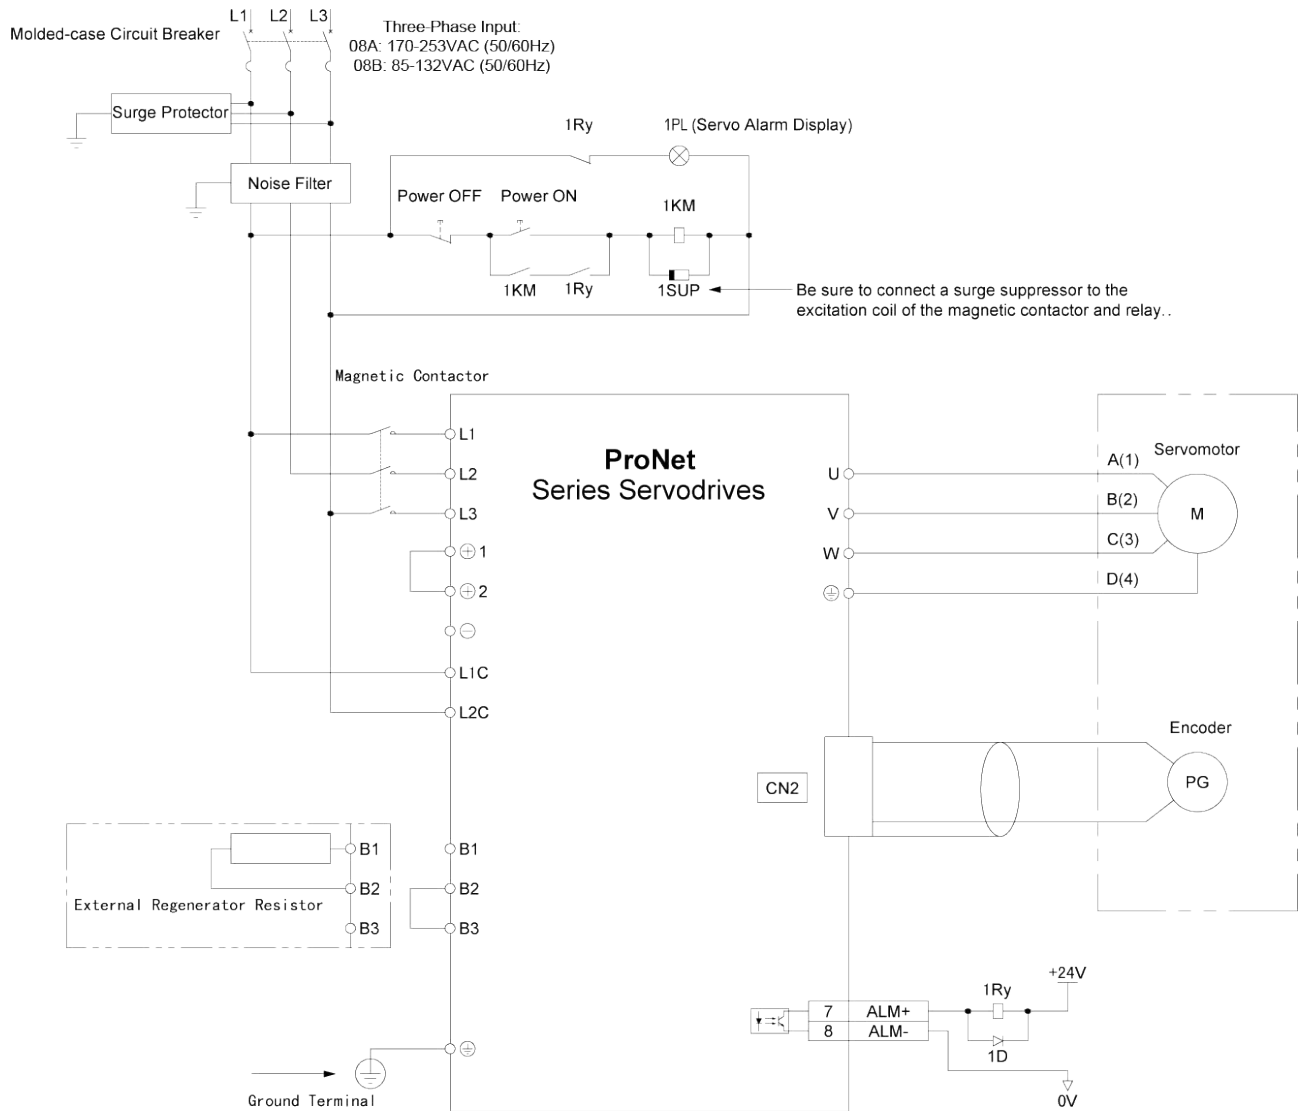 L1 L2 L3
Molded-case Circuit Breaker
Three-Phase Input:
08A: 170-253VAC (50/60Hz)
08B: 85-132VAC (50/60Hz)
Surge Protector
1Ry
1PL (Servo Alarm Display)
Noise Filter
Power OFF
Power ON
1KM
1KM
1Ry
1SUP
Be sure to connect a surge suppressor to the
excitation coil of the magnetic contactor and relay..
Magnetic Contactor
ProNet
Series Servodrives
L1
L2
L3
1
2
L1C
L2C
U
V
W
A(1)
B(2)
C(3)
D(4)
Servomotor
M
Encoder
PG
CN2
B1
B2
B3
External Regenerator Resistor
B1
B2
B3
+24V
1Ry
7 ALM+
8 ALM-
1D
0V
Ground Terminal